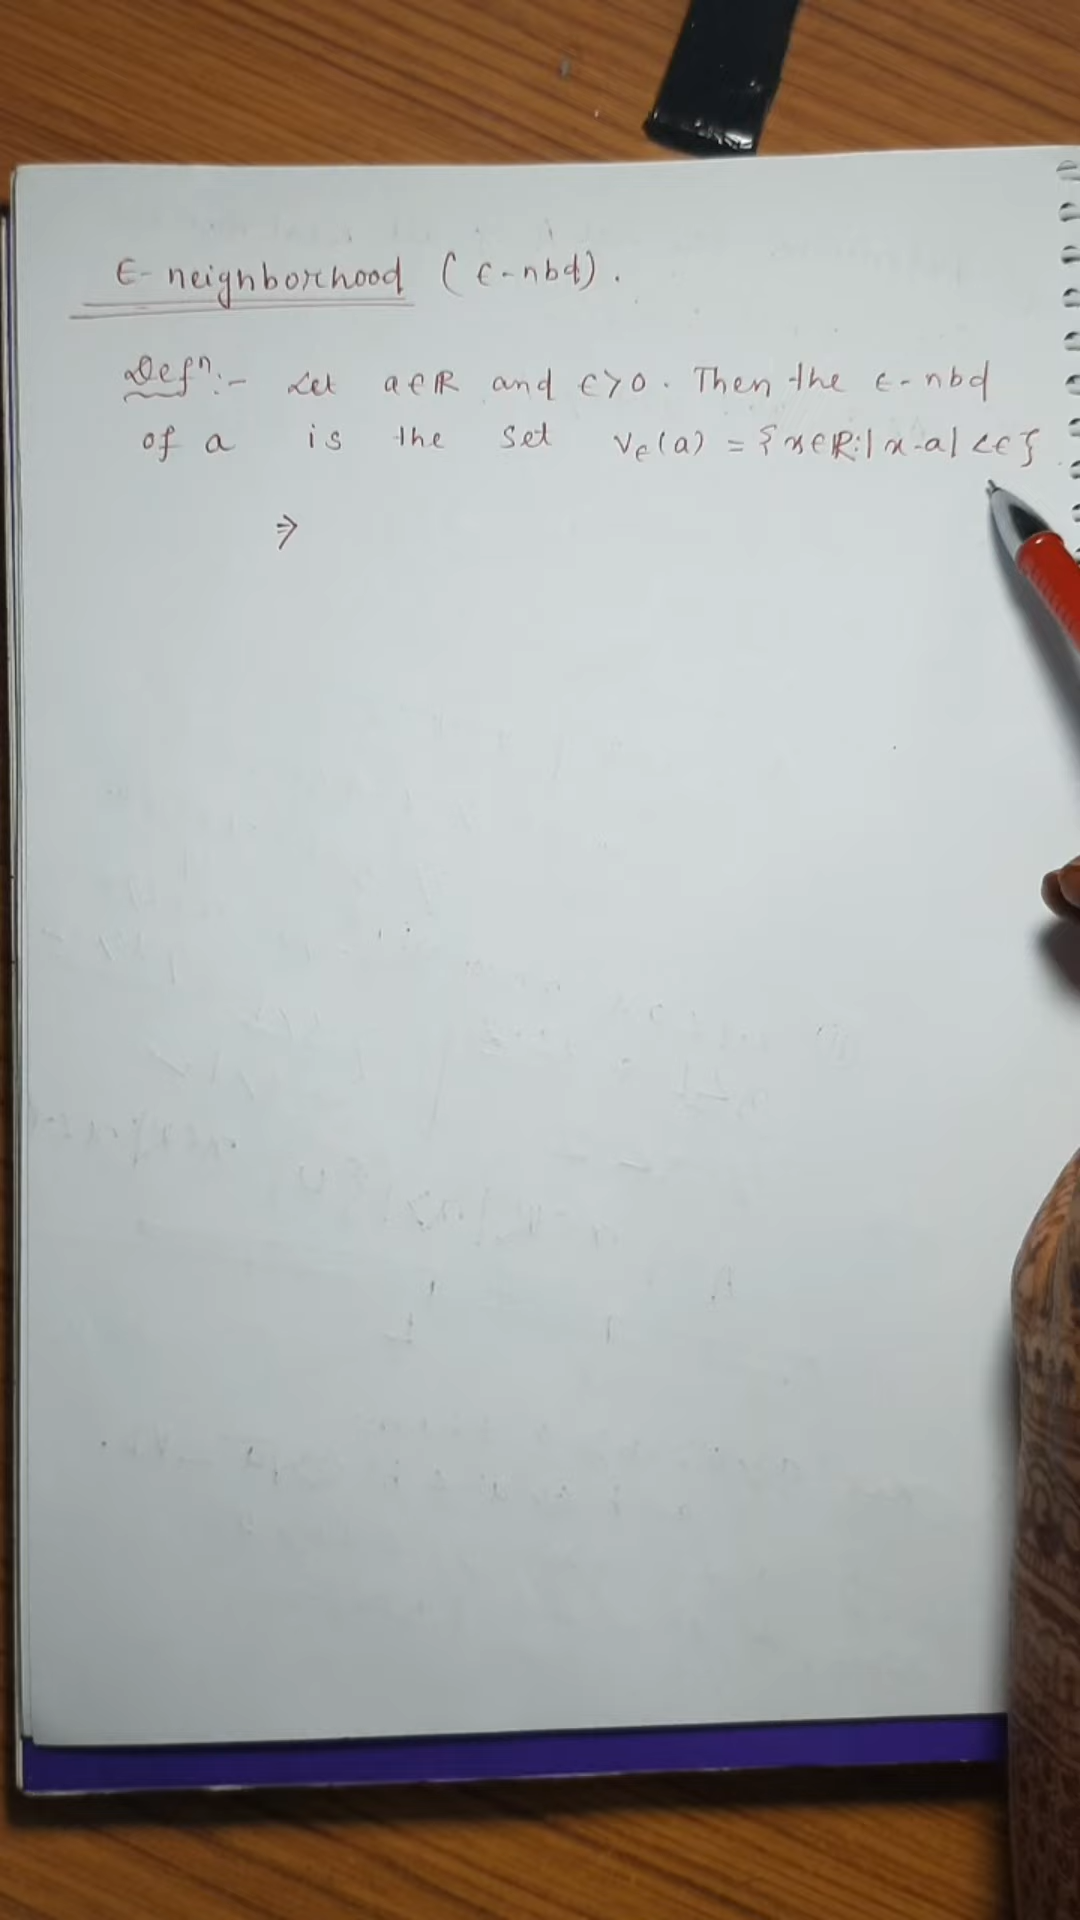 ε- neighborhood (ε-nbd).
Defⁿ:- Let a∈ℝ and ε>0. Then the ε-nbd
of a is the set Vε(a) = {x∈ℝ:|x-a|<ε}
⇒